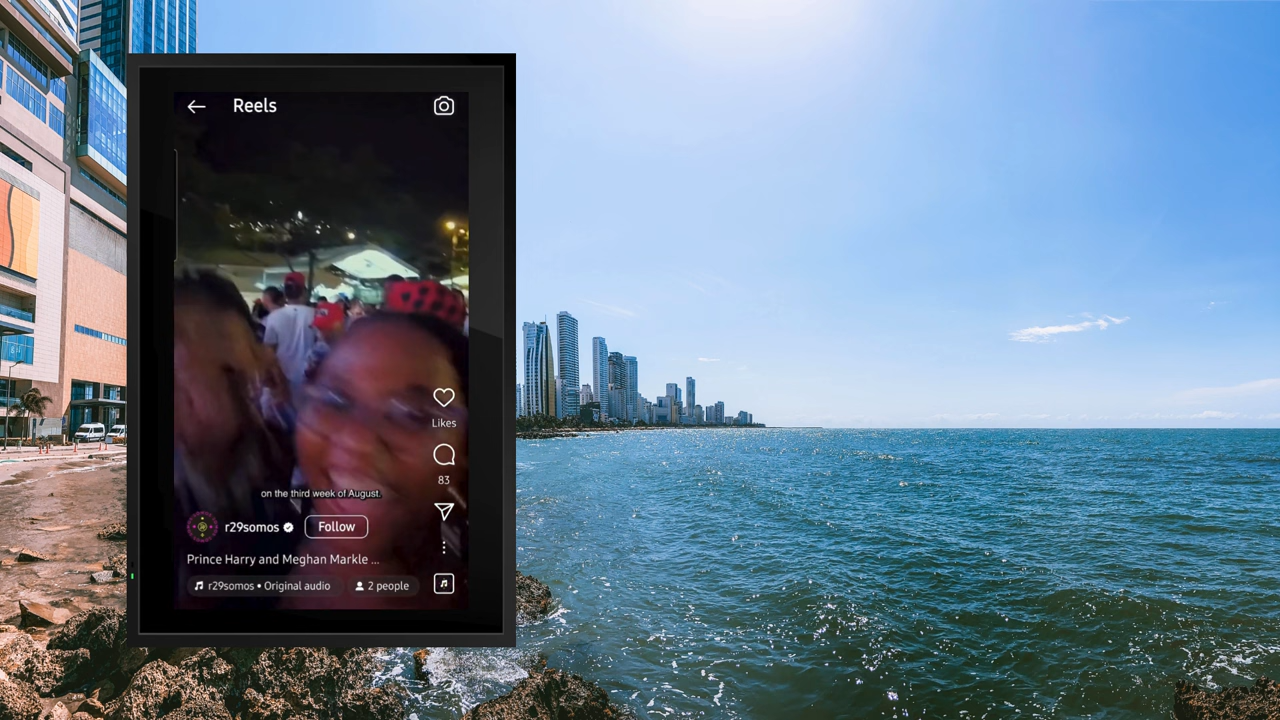 Reels
Likes
83
on the third week of August.
r29somos
Follow
Prince Harry and Meghan Markle ...
r29somos • Original audio
2 people